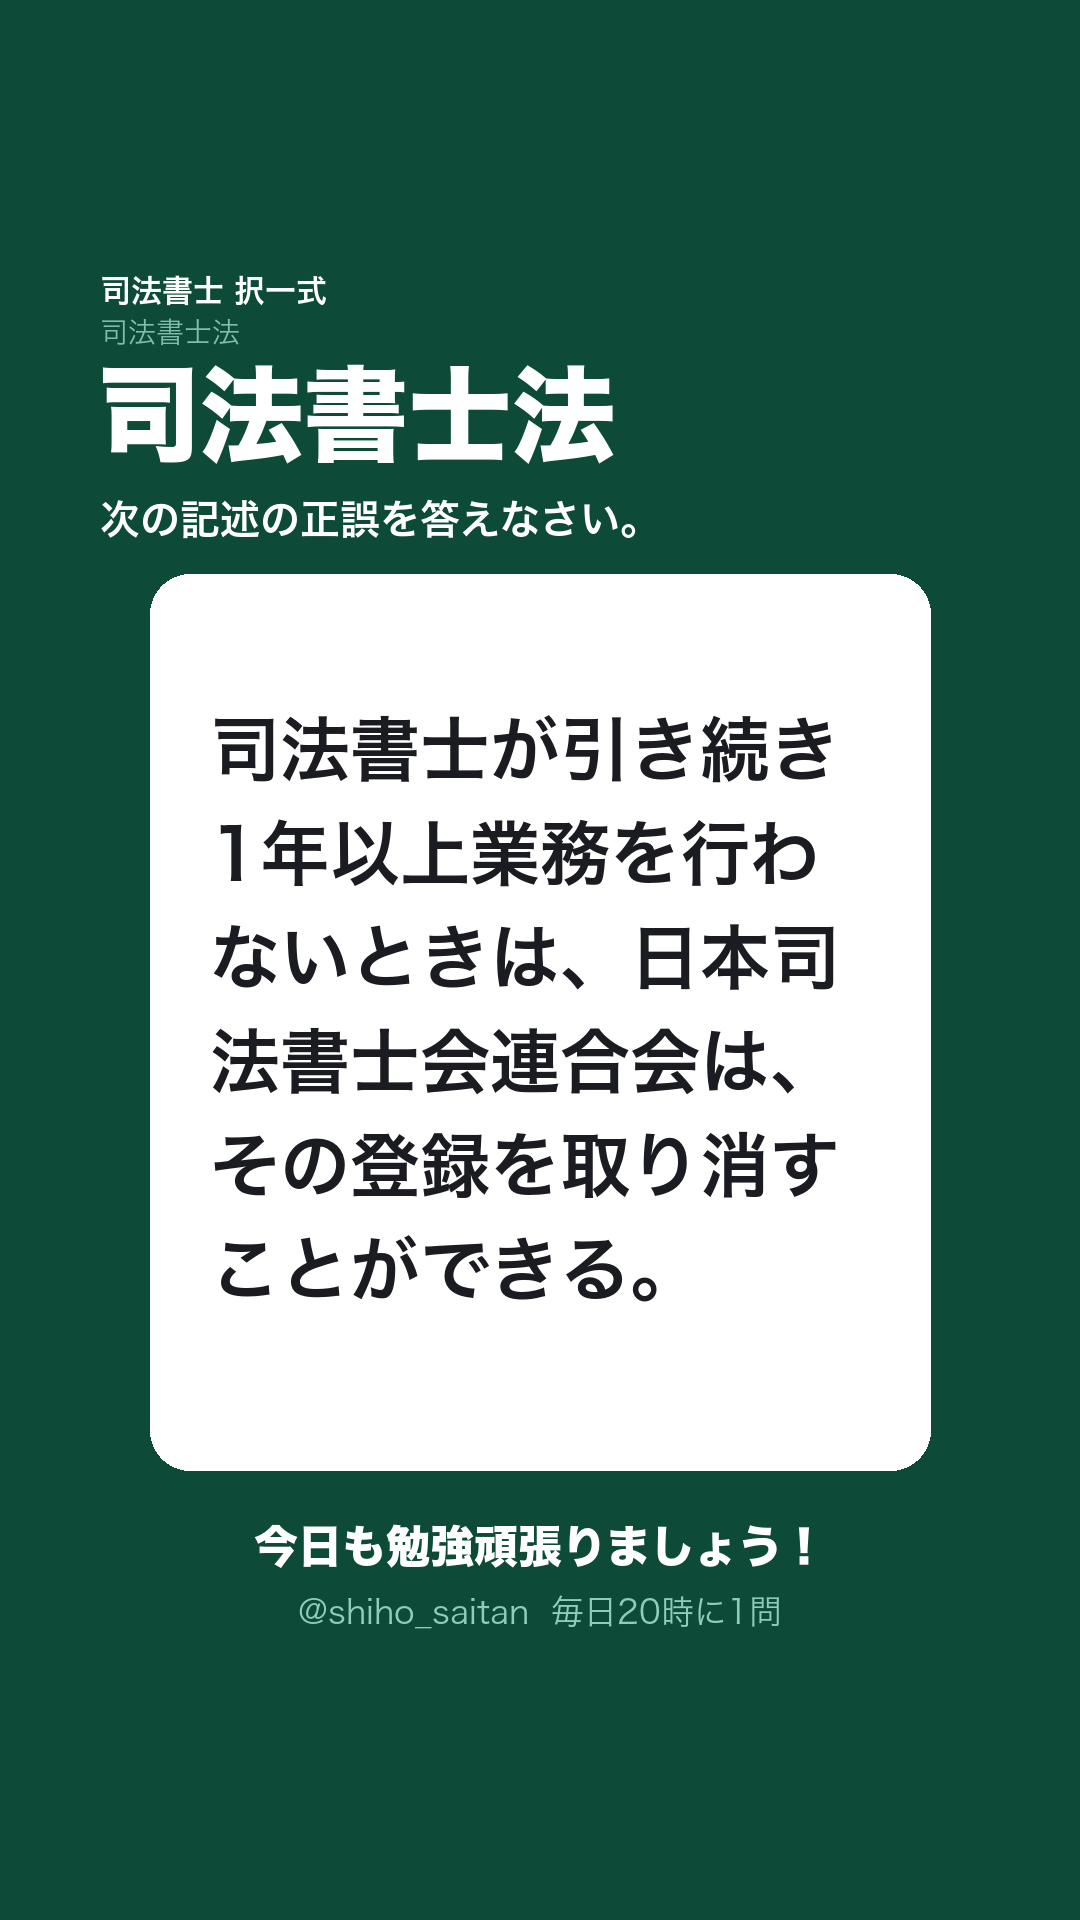 司法書士 択一式
司法書士法
司法書士法
次の記述の正誤を答えなさい。
司法書士が引き続き
1年以上業務を行わ
ないときは、日本司
法書士会連合会は、
その登録を取り消す
ことができる。
今日も勉強頑張りましょう！
@shiho_saitan 毎日20時に1問